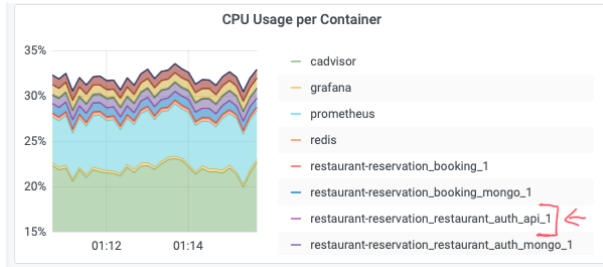 CPU Usage per Container
35%
30%
25%
20%
15%
01:12 01:14
cadvisor
grafana
prometheus
redis
restaurant-reservation_booking_1
restaurant-reservation_booking_mongo_1
restaurant-reservation_restaurant_auth_api_1
restaurant-reservation_restaurant_auth_mongo_1